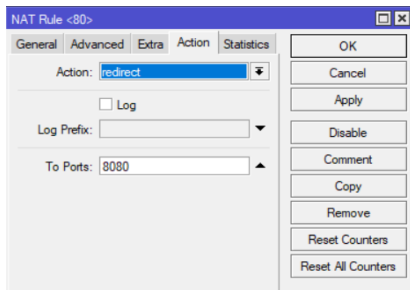 NAT Rule <80>
General Advanced Extra Action Statistics
Action: redirect
Log
Log Prefix:
To Ports: 8080
OK
Cancel
Apply
Disable
Comment
Copy
Remove
Reset Counters
Reset All Counters